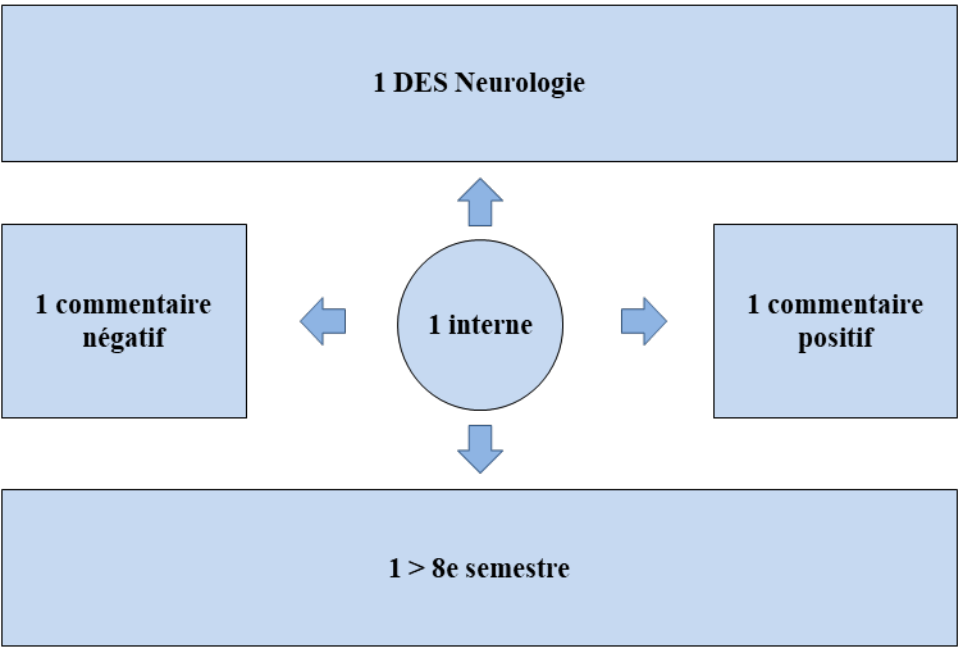 1 DES Neurologie
1 commentaire
négatif
1 interne
1 commentaire
positif
1 > 8e semestre